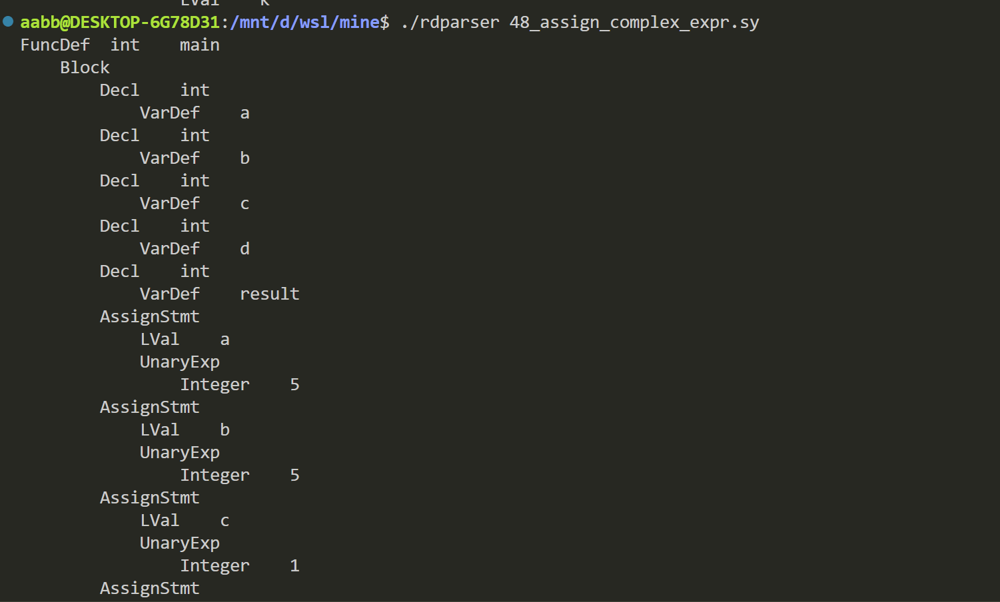 LVal    k
aabb@DESKTOP-6G78D31:/mnt/d/wsl/mine$ ./rdparser 48_assign_complex_expr.sy
FuncDef  int    main
    Block
        Decl    int
            VarDef    a
        Decl    int
            VarDef    b
        Decl    int
            VarDef    c
        Decl    int
            VarDef    d
        Decl    int
            VarDef    result
        AssignStmt
            LVal    a
            UnaryExp
                Integer    5
        AssignStmt
            LVal    b
            UnaryExp
                Integer    5
        AssignStmt
            LVal    c
            UnaryExp
                Integer    1
        AssignStmt